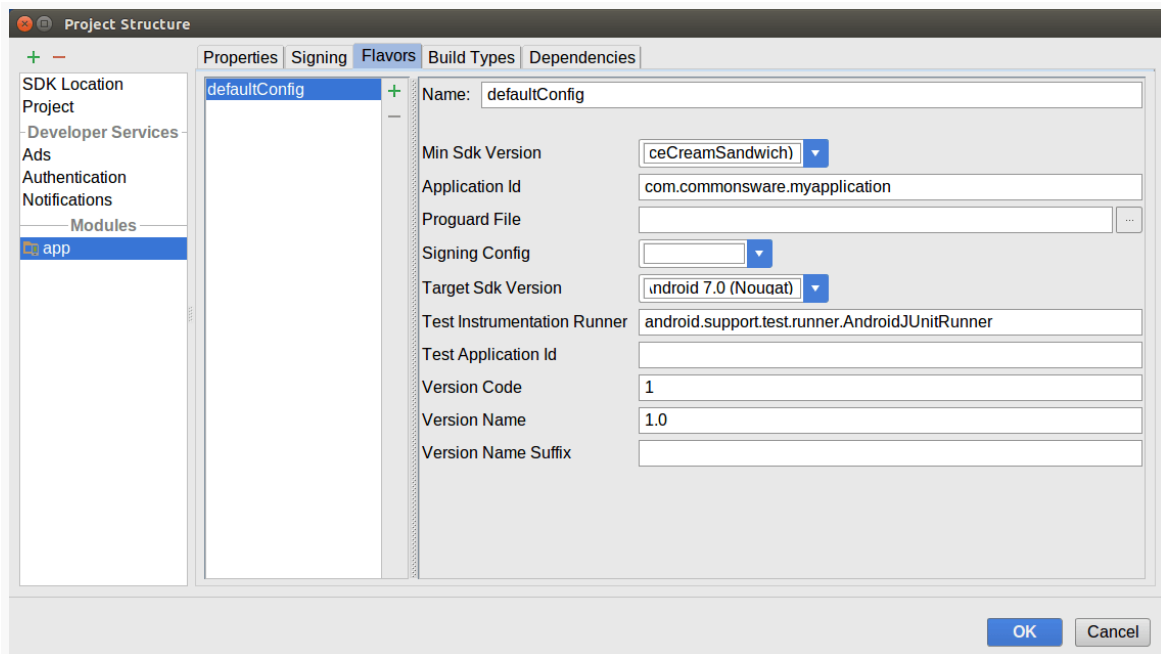 Project Structure
Properties Signing Flavors Build Types Dependencies
SDK Location
Project
Developer Services
Ads
Authentication
Notifications
Modules
app
defaultConfig
Name: defaultConfig
Min Sdk Version ceCreamSandwich)
Application Id com.commonsware.myapplication
Proguard File ...
Signing Config
Target Sdk Version Android 7.0 (Nougat)
Test Instrumentation Runner android.support.test.runner.AndroidJUnitRunner
Test Application Id
Version Code 1
Version Name 1.0
Version Name Suffix
OK Cancel